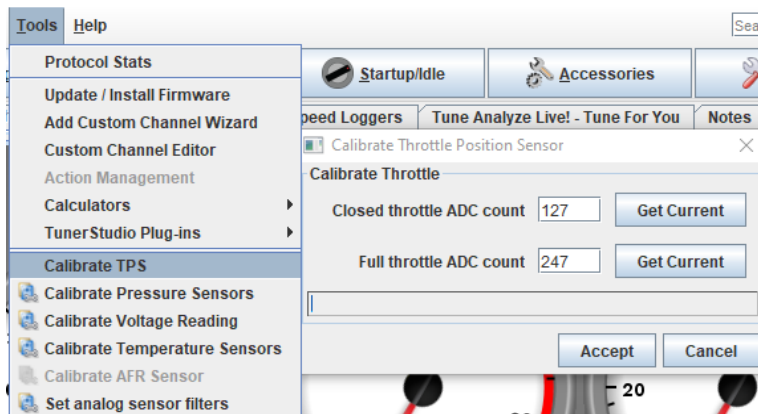 Tools Help
Sea
Protocol Stats
Startup/Idle
Accessories
Update / Install Firmware
Add Custom Channel Wizard
peed Loggers
Tune Analyze Live! - Tune For You
Notes
Custom Channel Editor
Calibrate Throttle Position Sensor
Action Management
Calibrate Throttle
Calculators
Closed throttle ADC count 127 Get Current
TunerStudio Plug-ins
Calibrate TPS
Full throttle ADC count 247 Get Current
Calibrate Pressure Sensors
Calibrate Voltage Reading
Calibrate Temperature Sensors
Accept Cancel
Calibrate AFR Sensor
Set analog sensor filters
20